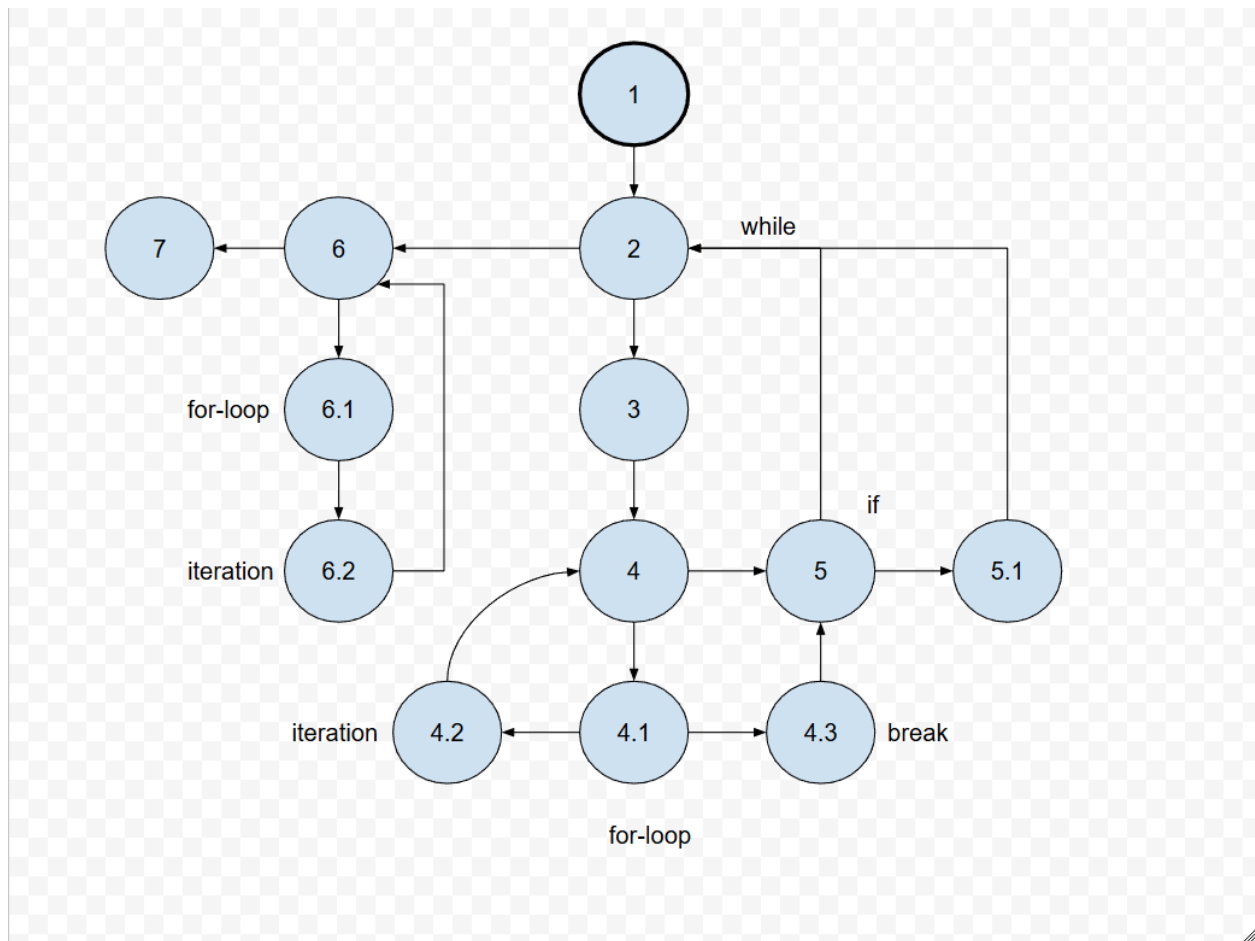 1
while
7
6
2
for-loop
6.1
3
if
iteration
6.2
4
5
5.1
iteration
4.2
4.1
4.3
break
for-loop